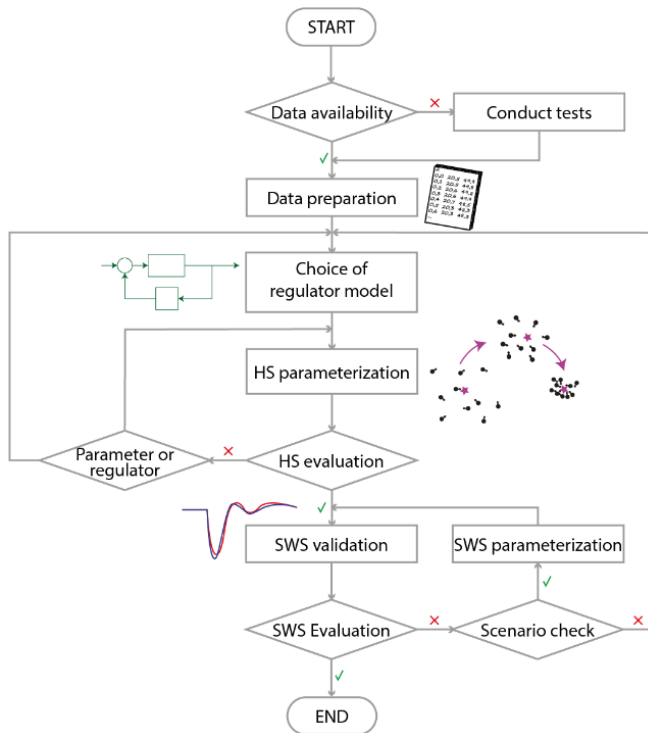 START
Data availability
Conduct tests
Data preparation
Choice of
regulator model
HS parameterization
Parameter or
regulator
HS evaluation
SWS validation
SWS parameterization
SWS Evaluation
Scenario check
END